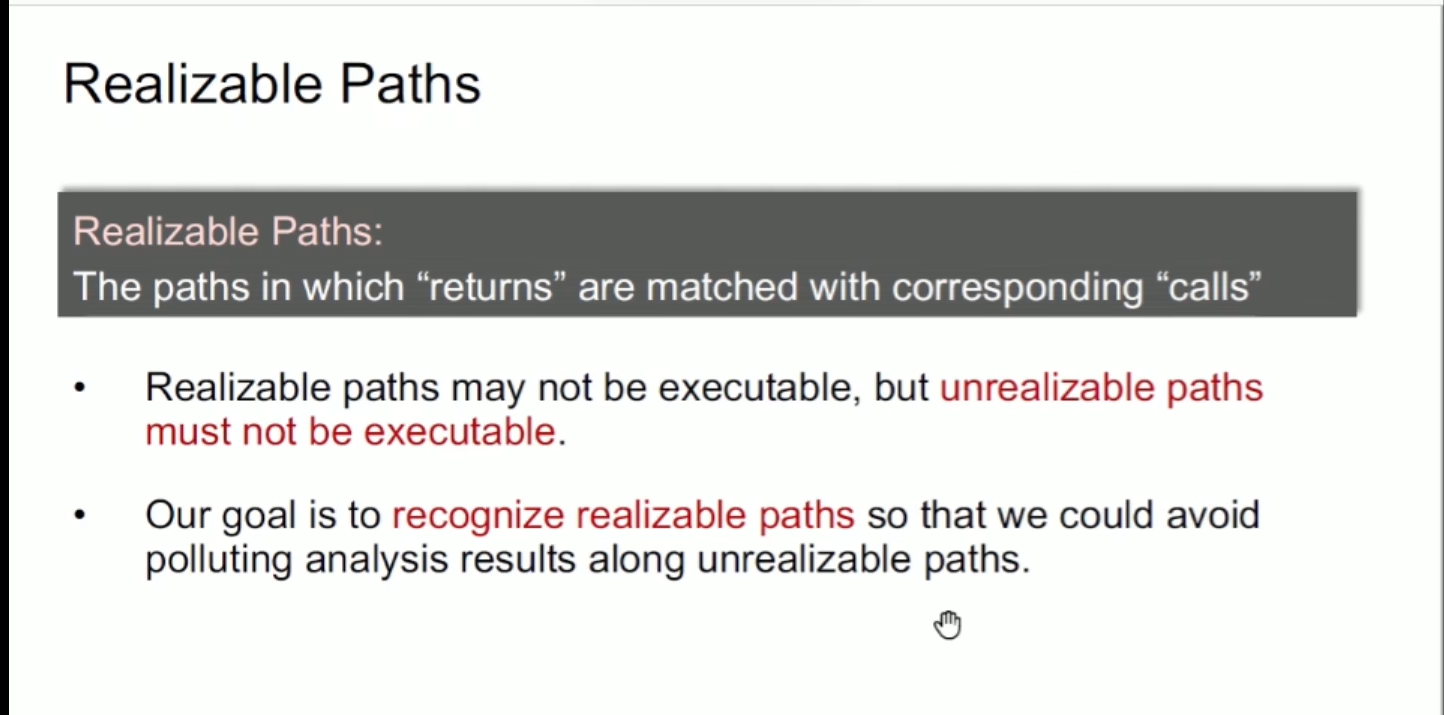 Realizable Paths
Realizable Paths:
The paths in which “returns” are matched with corresponding “calls”
• Realizable paths may not be executable, but unrealizable paths
must not be executable.
• Our goal is to recognize realizable paths so that we could avoid
polluting analysis results along unrealizable paths.